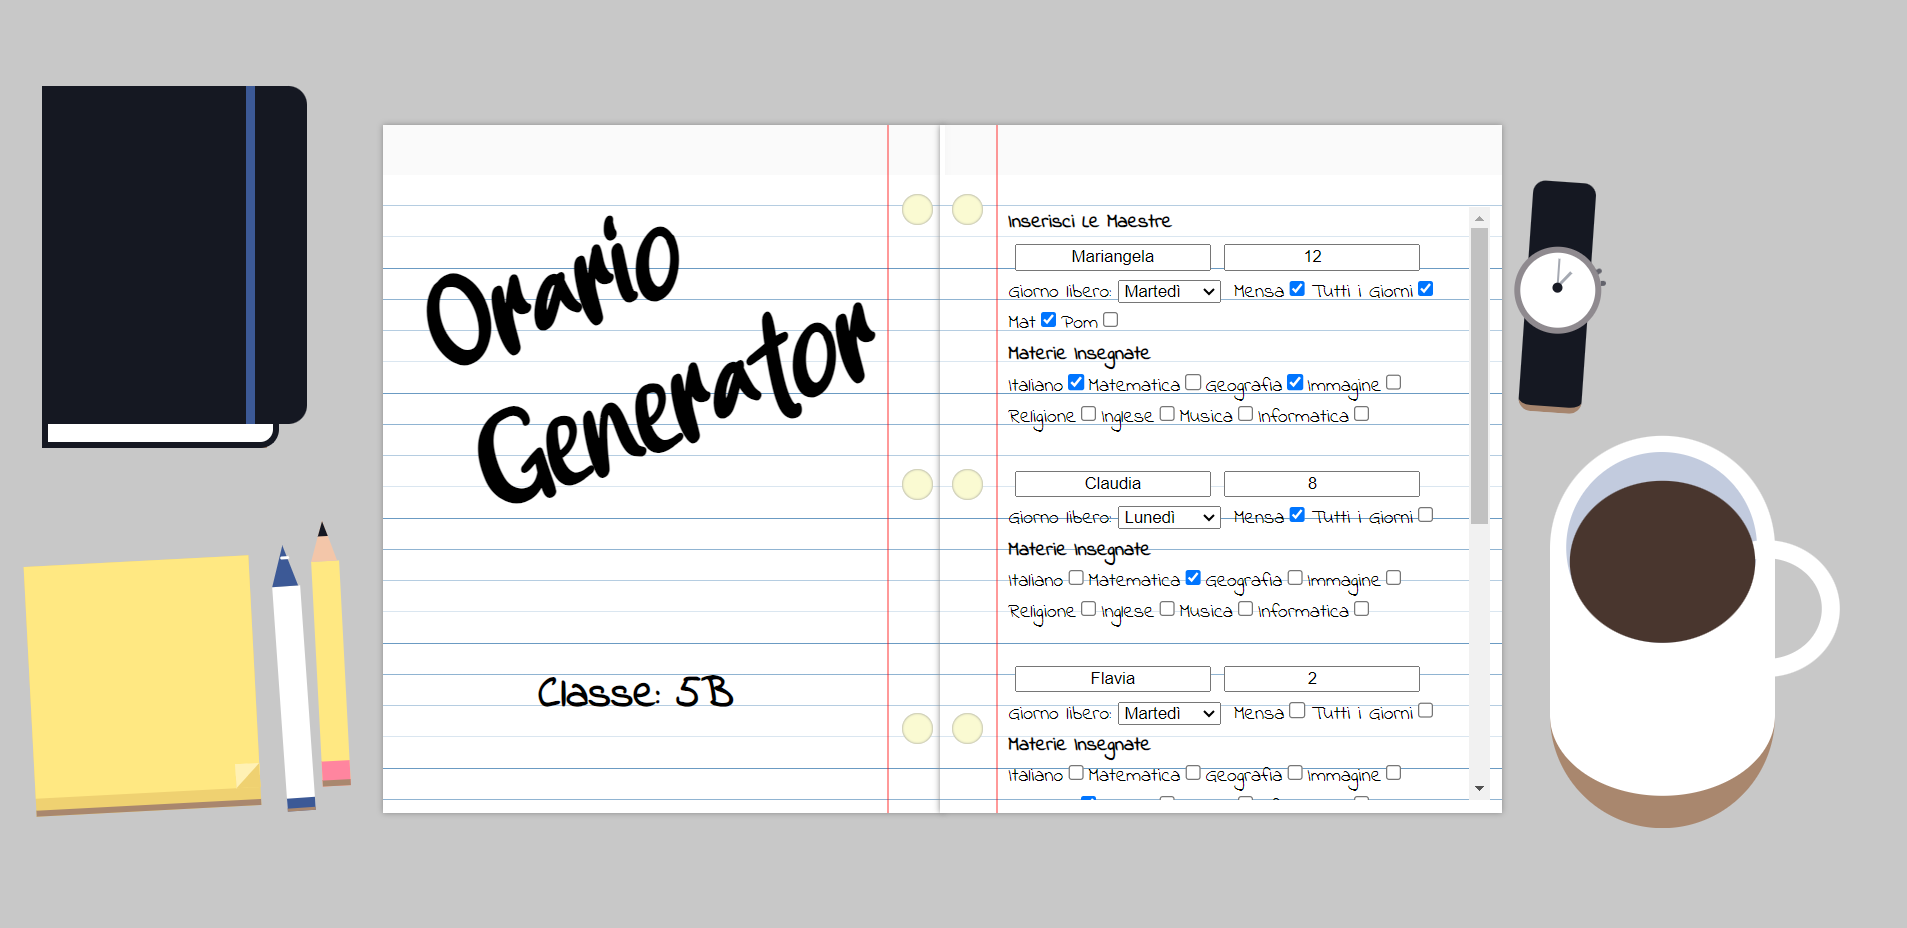 Orario
Generator
Classe: 5B
Inserisci Le Maestre
Mariangela 12
Giorno libero: Martedì Mensa Tutti i Giorni
Mat Pom
Materie Insegnate
Italiano Matematica Geografia Immagine
Religione Inglese Musica Informatica
Claudia 8
Giorno libero: Lunedì Mensa Tutti i Giorni
Materie Insegnate
Italiano Matematica Geografia Immagine
Religione Inglese Musica Informatica
Flavia 2
Giorno libero: Martedì Mensa Tutti i Giorni
Materie Insegnate
Italiano Matematica Geografia Immagine